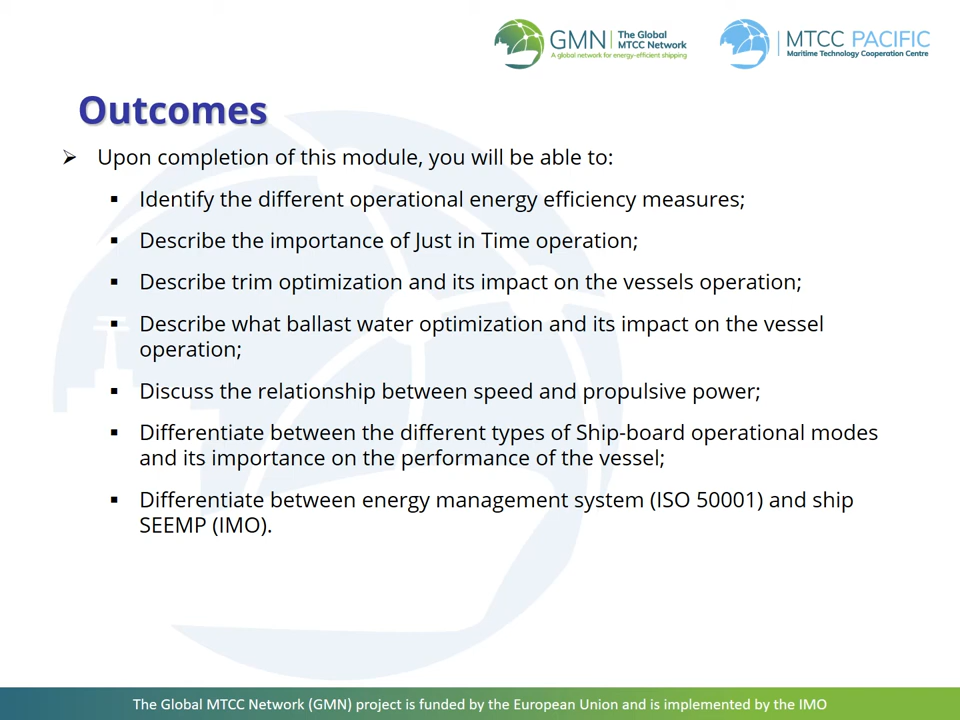 GMN | The Global MTCC Network
A global network for energy-efficient shipping
MTCC PACIFIC
Maritime Technology Cooperation Centre
Outcomes
➢ Upon completion of this module, you will be able to:
▪ Identify the different operational energy efficiency measures;
▪ Describe the importance of Just in Time operation;
▪ Describe trim optimization and its impact on the vessels operation;
▪ Describe what ballast water optimization and its impact on the vessel
operation;
▪ Discuss the relationship between speed and propulsive power;
▪ Differentiate between the different types of Ship-board operational modes
and its importance on the performance of the vessel;
▪ Differentiate between energy management system (ISO 50001) and ship
SEEMP (IMO).
The Global MTCC Network (GMN) project is funded by the European Union and is implemented by the IMO